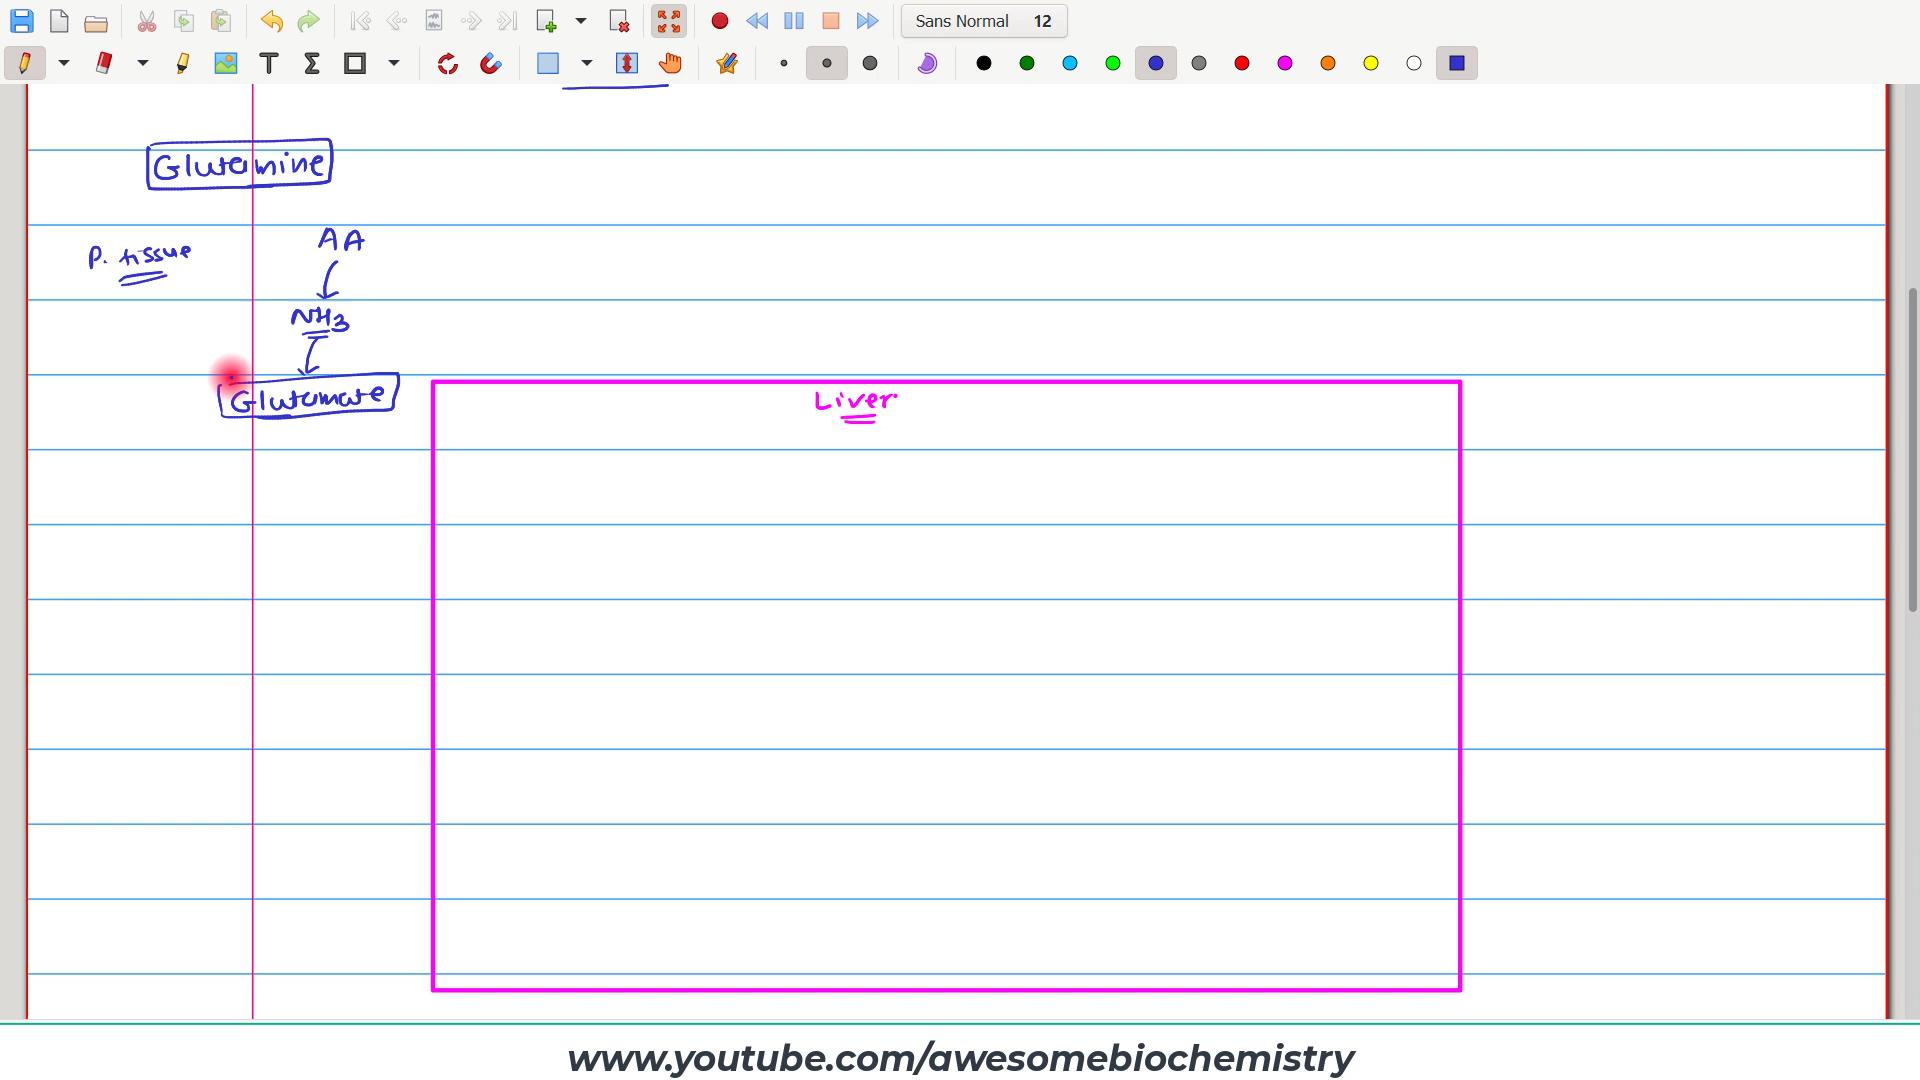 Sans Normal 12
Glutamine
P. tissue
AA
NH3
Glutamate
Liver
www.youtube.com/awesomebiochemistry